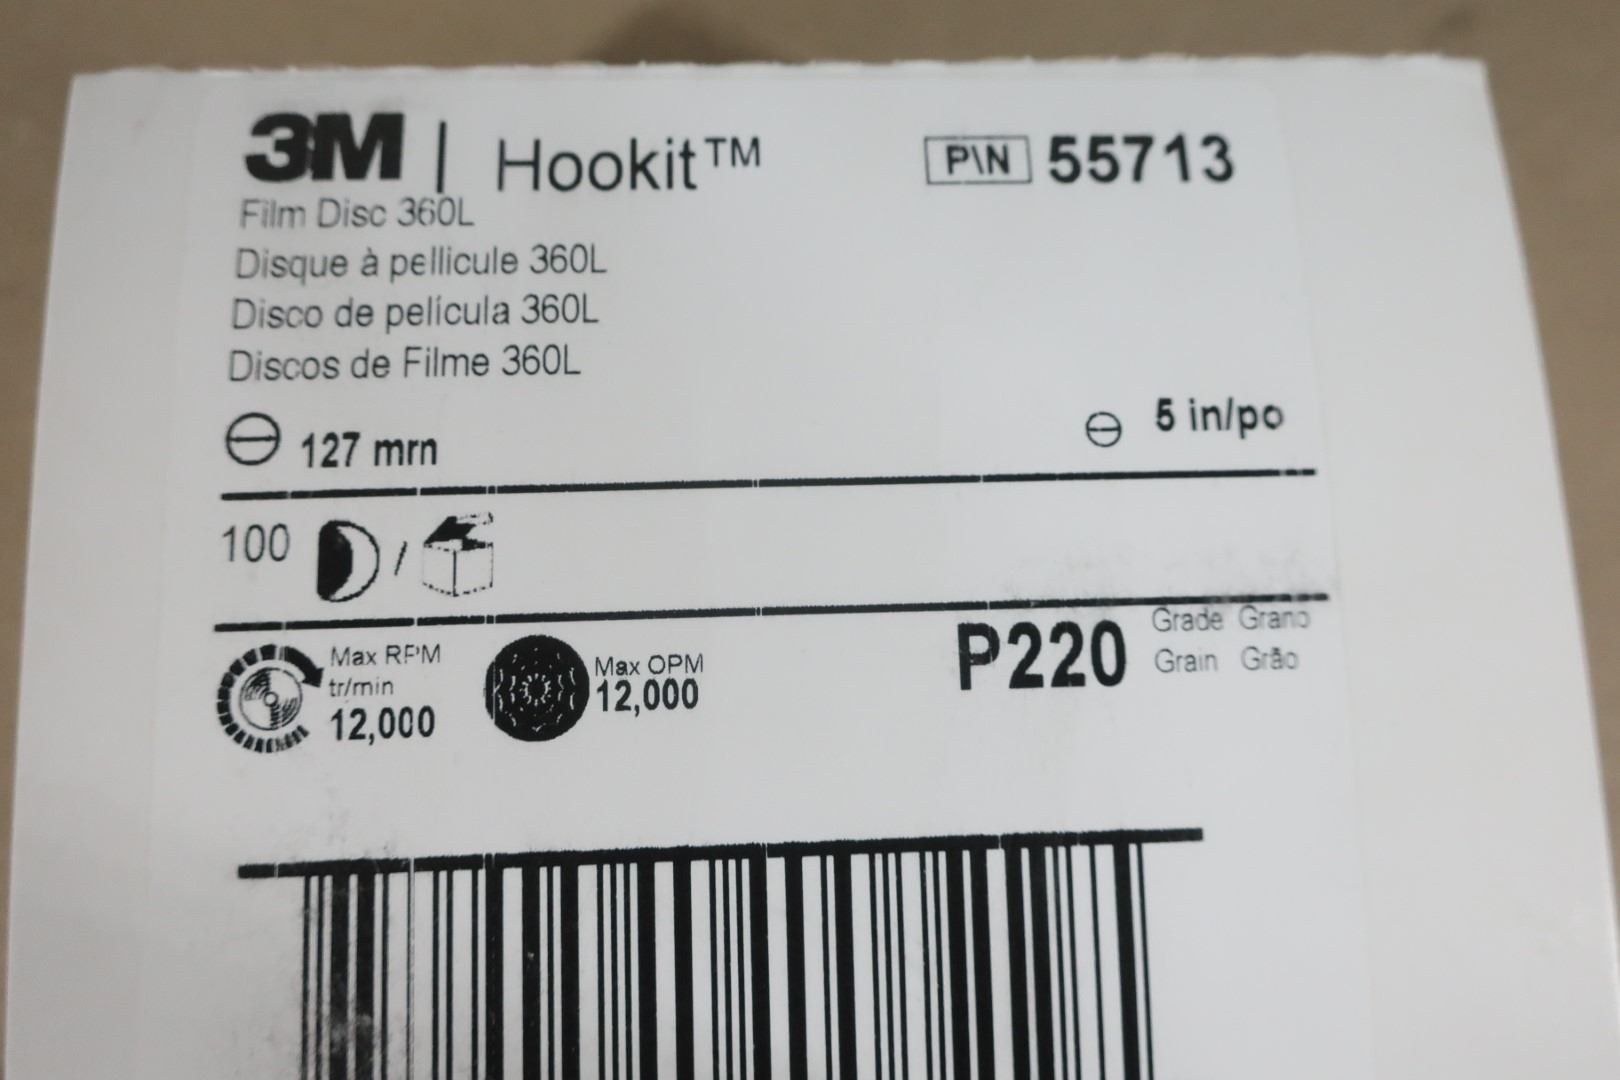 3M | Hookit™ P\N 55713
Film Disc 360L
Disque à pellicule 360L
Disco de película 360L
Discos de Filme 360L
127 mm 5 in/po
100 /
Max RPM
tr/min
12,000
Max OPM
12,000
P220
Grade Grano
Grain Grão